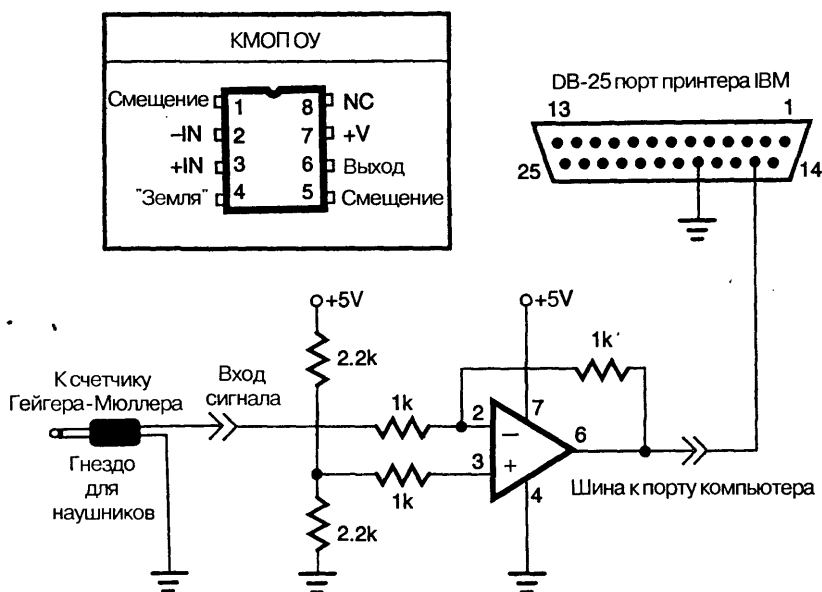 КМОП ОУ
Смещение
1
8
NC
–IN
2
7
+V
+IN
3
6
Выход
"Земля"
4
5
Смещение
DB-25 порт принтера IBM
13
1
25
14
+5V
+5V
2.2k
1k
К счетчику
Гейгера-Мюллера
Вход
сигнала
1k
2
7
6
–
3
+
4
1k
Гнездо
для
наушников
2.2k
Шина к порту компьютера